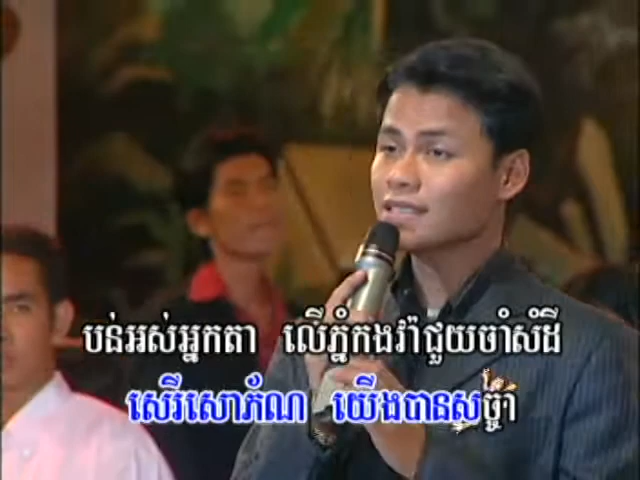 បន់អស់អ្នកតា លើភ្នំកងវ៉ាជួយចាំសំដី
សេរីសោភ័ណ យើងបានសច្ចា